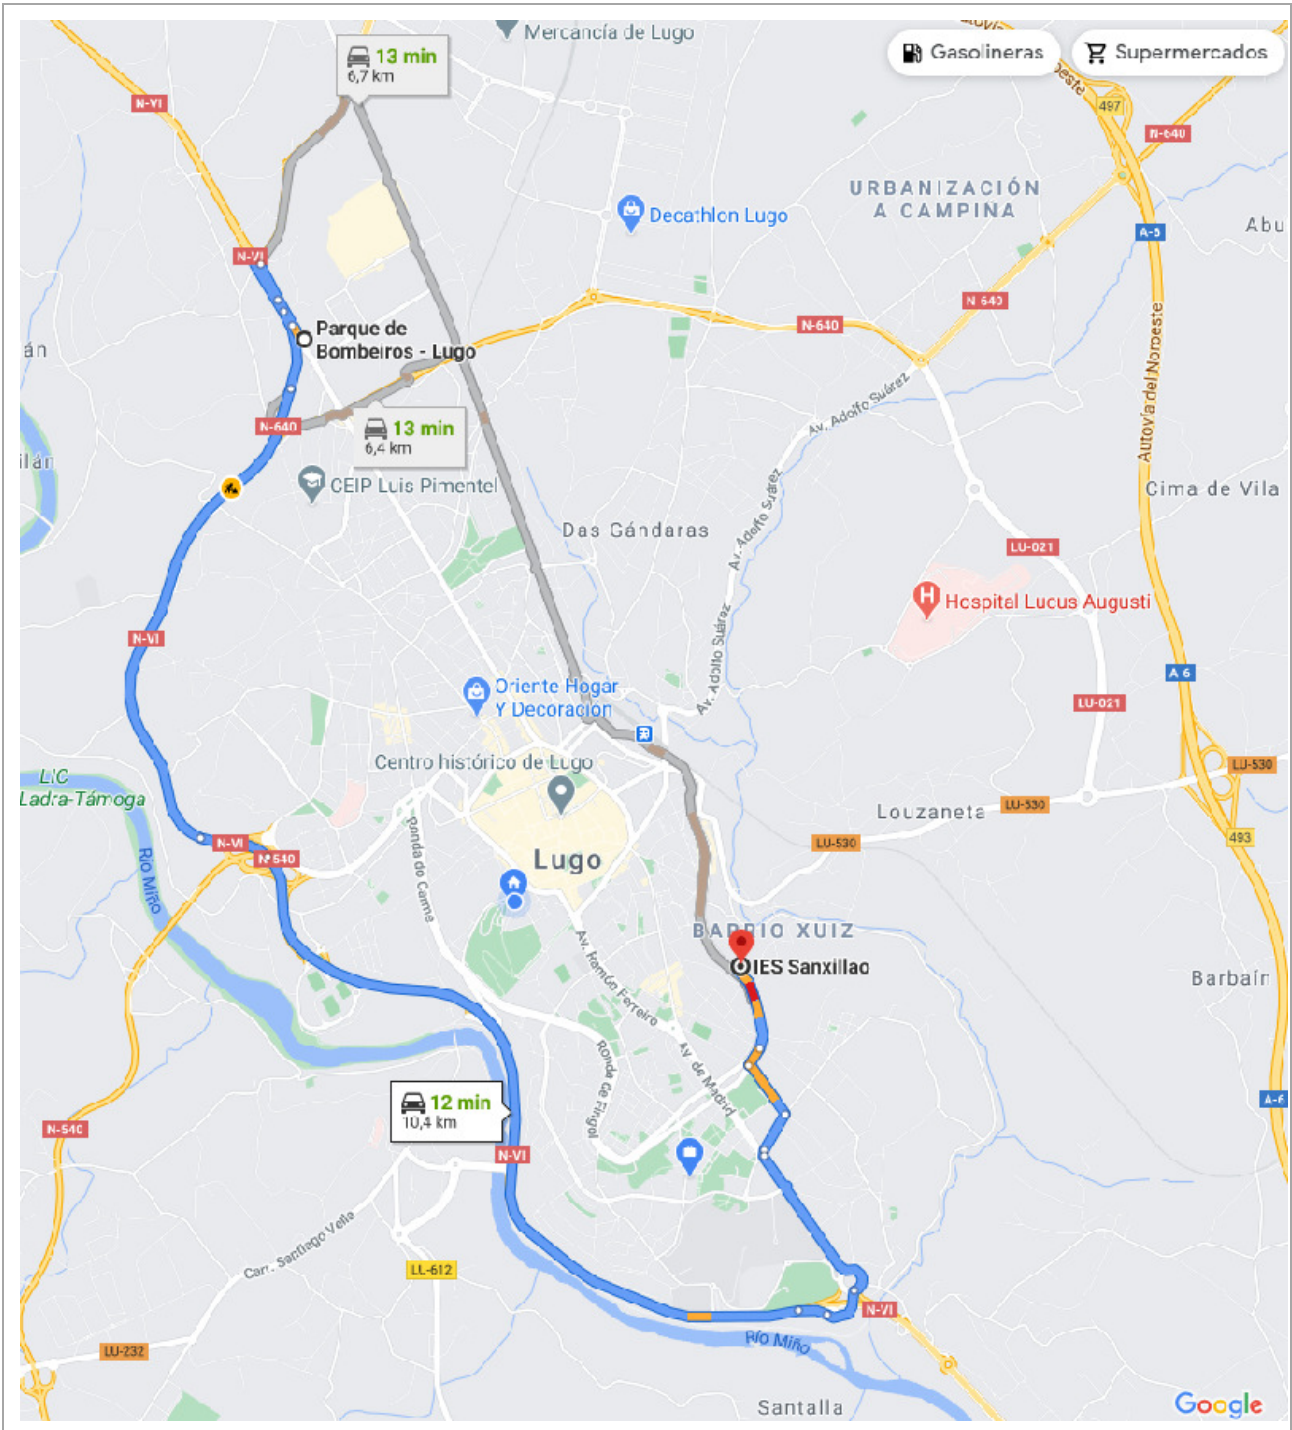 Mercancía de Lugo
Gasolineras
Supermercados
13 min
6,7 km
N-VI
497
N-640
URBANIZACIÓN
A CAMPIÑA
Decathlon Lugo
A-6
Abu
N-VI
N 640
N-640
Parque de
Bombeiros - Lugo
Autovía del Noroeste
Av. Adolfo Suárez
N-640
13 min
6,4 km
CEIP Luis Pimentel
Cima de Vila
Das Gándaras
Av. Adolfo Suárez
LU-021
Hospital Lucus Augusti
N-VI
Av. Adolfo Suárez
A 6
Oriente Hogar
Y Decoracion
LU-021
Centro histórico de Lugo
LIC
Ladra-Támoga
LU-530
LU-530
Louzaneta
N-VI
N-540
LU-530
493
Lugo
Río Miño
Ronda do Carme
BARRIO XUIZ
IES Sanxillao
Av. Ramón Ferreiro
Barbaín
Ronda de Fingoi
Av. de Madrid
12 min
10,4 km
A-6
N-540
N-VI
Carr. Santiago Vella
LU-612
N-VI
Río Miño
LU-232
Santalla
Google